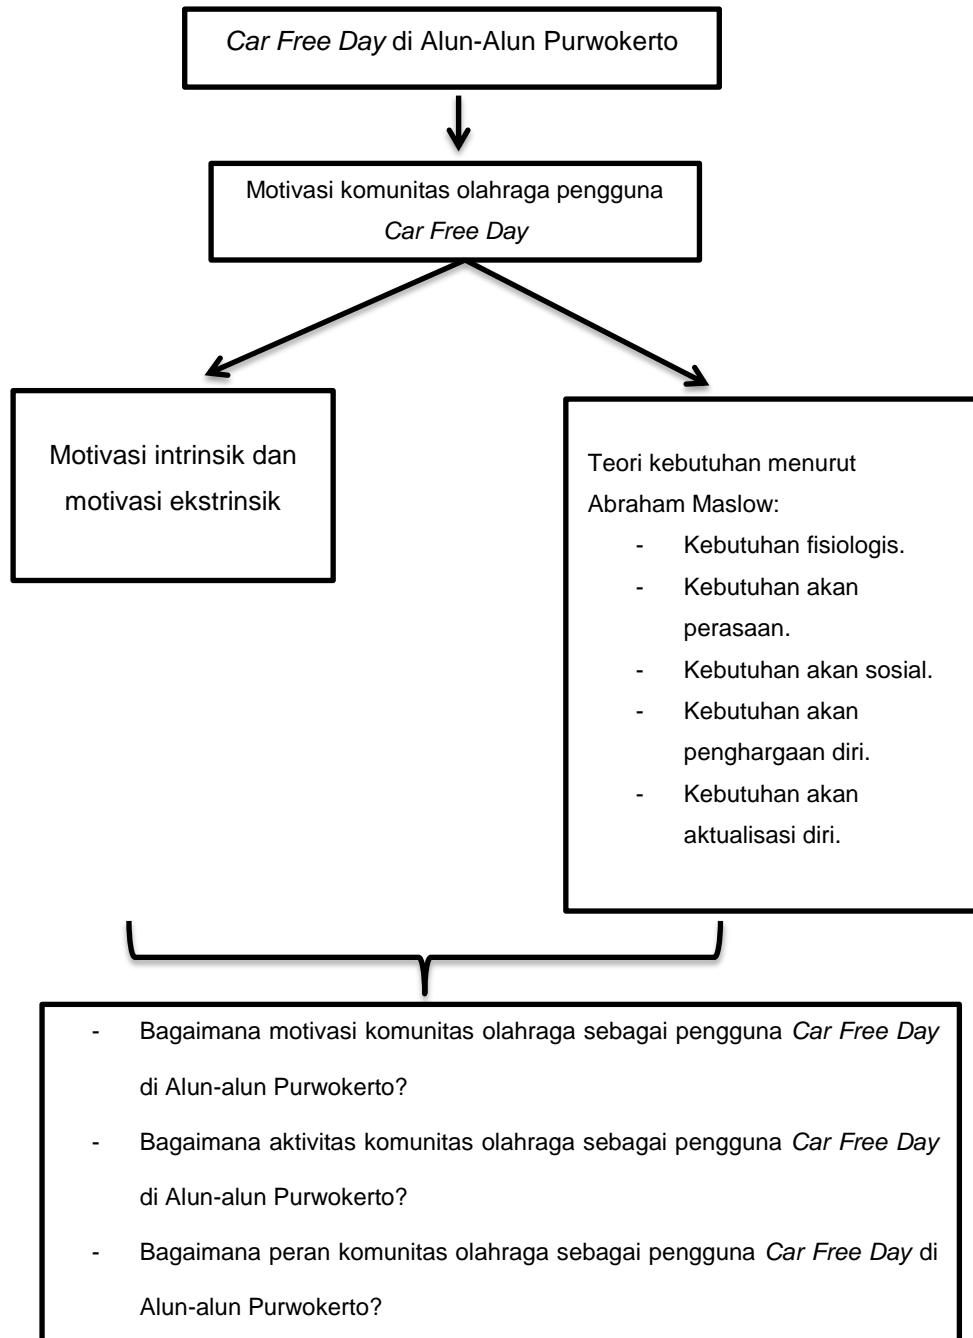 Car Free Day di Alun-Alun Purwokerto
Motivasi komunitas olahraga pengguna
Car Free Day
Motivasi intrinsik dan
motivasi ekstrinsik
Teori kebutuhan menurut
Abraham Maslow:
- Kebutuhan fisiologis.
- Kebutuhan akan
perasaan.
- Kebutuhan akan sosial.
- Kebutuhan akan
penghargaan diri.
- Kebutuhan akan
aktualisasi diri.
- Bagaimana motivasi komunitas olahraga sebagai pengguna Car Free Day
di Alun-alun Purwokerto?
- Bagaimana aktivitas komunitas olahraga sebagai pengguna Car Free Day
di Alun-alun Purwokerto?
- Bagaimana peran komunitas olahraga sebagai pengguna Car Free Day di
Alun-alun Purwokerto?